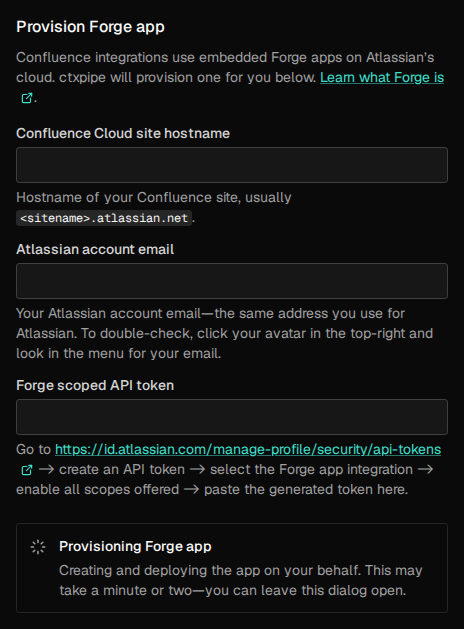 Provision Forge app
Confluence integrations use embedded Forge apps on Atlassian's
cloud. ctxpipe will provision one for you below. Learn what Forge is
.
Confluence Cloud site hostname
Hostname of your Confluence site, usually
<sitename>.atlassian.net.
Atlassian account email
Your Atlassian account email—the same address you use for
Atlassian. To double-check, click your avatar in the top-right and
look in the menu for your email.
Forge scoped API token
Go to https://id.atlassian.com/manage-profile/security/api-tokens
→ create an API token → select the Forge app integration →
enable all scopes offered → paste the generated token here.
Provisioning Forge app
Creating and deploying the app on your behalf. This may
take a minute or two—you can leave this dialog open.